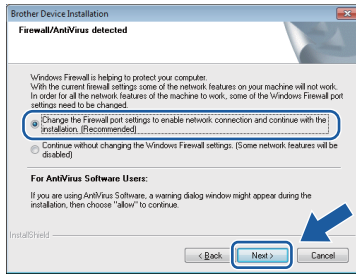 Brother Device Installation
Firewall/AntiVirus detected
Windows Firewall is helping to protect your computer.
With the current firewall settings some of the network features on your machine will not work.
In order for all the network features of the machine to work, some of the Windows Firewall port
settings need to be changed.
Change the Firewall port settings to enable network connection and continue with the
installation. (Recommended)
Continue without changing the Windows Firewall settings. (Some network features will be
disabled)
For AntiVirus Software Users:
If you are using AntiVirus Software, a warning dialog window might appear during the
installation, then choose "allow" to continue.
InstallShield
< Back
Next >
Cancel